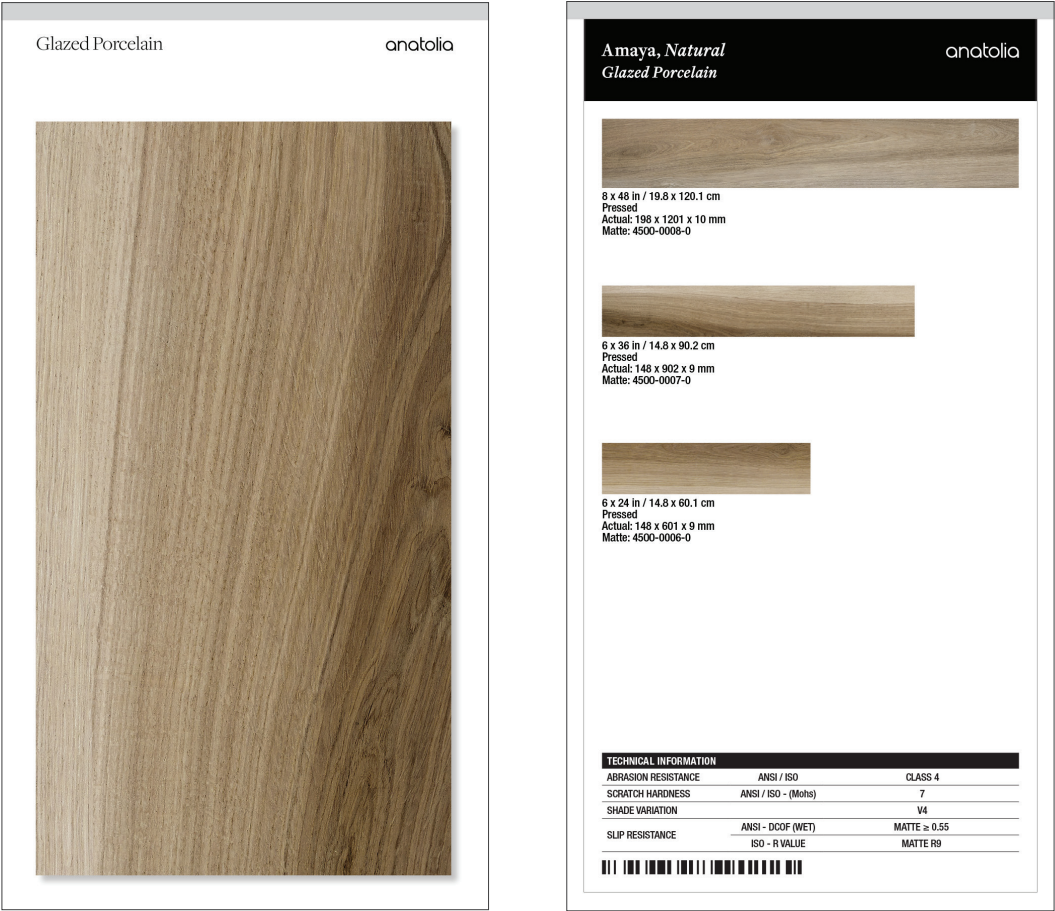 Glazed Porcelain
anatolia
Amaya, Natural
Glazed Porcelain
anatolia
8 x 48 in / 19.8 x 120.1 cm
Pressed
Actual: 198 x 1201 x 10 mm
Matte: 4500-0008-0
6 x 36 in / 14.8 x 90.2 cm
Pressed
Actual: 148 x 902 x 9 mm
Matte: 4500-0007-0
6 x 24 in / 14.8 x 60.1 cm
Pressed
Actual: 148 x 601 x 9 mm
Matte: 4500-0006-0
TECHNICAL INFORMATION
ABRASION RESISTANCE ANSI / ISO CLASS 4
SCRATCH HARDNESS ANSI / ISO - (Mohs) 7
SHADE VARIATION V4
SLIP RESISTANCE ANSI - DCOF (WET) MATTE ≥ 0.55
ISO - R VALUE MATTE R9